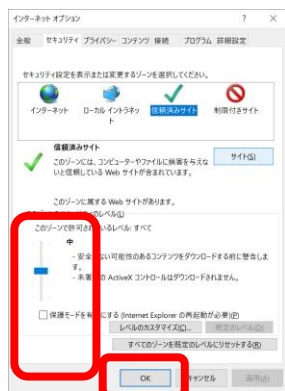 インターネット オプション
?
×
全般 セキュリティ プライバシー コンテンツ 接続 プログラム 詳細設定
セキュリティ設定を表示または変更するゾーンを選択してください。
インターネット ローカル イントラネット 信頼済みサイト 制限付きサイト
信頼済みサイト
サイト(S)
このゾーンには、コンピューターやファイルに損害を与えな
いと信頼している Web サイトが含まれています。
このゾーンに属する Web サイトがあります。
のレベル(L)
このゾーンで許可されているレベル: すべて
中
- 安全 ない可能性のあるコンテンツをダウンロードする前に警告しま
す。
- 未署 の ActiveX コントロールはダウンロードされません。
保護モードを有 にする (Internet Explorer の再起動が必要)(P)
レベルのカスタマイズ(C)... 既定のレベル(D)
すべてのゾーンを既定のレベルにリセットする(R)
OK キャンセル 適用(A)